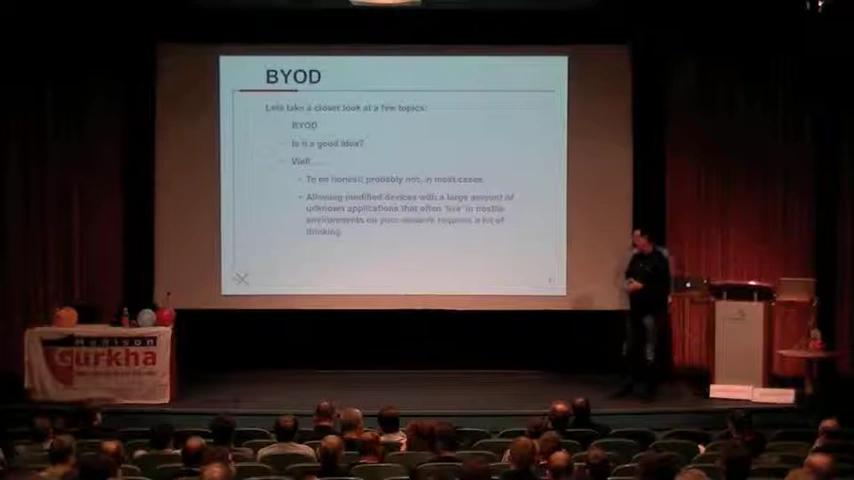 BYOD
Lets take a closer look at a few topics:
BYOD
Is it a good idea?
Well.....
To be honest: probably not, in most cases.
Allowing modified devices with a large amount of
unknown applications that often 'live' in hostile
environments on your network requires a lot of
thinking.
Madison
Gurkha